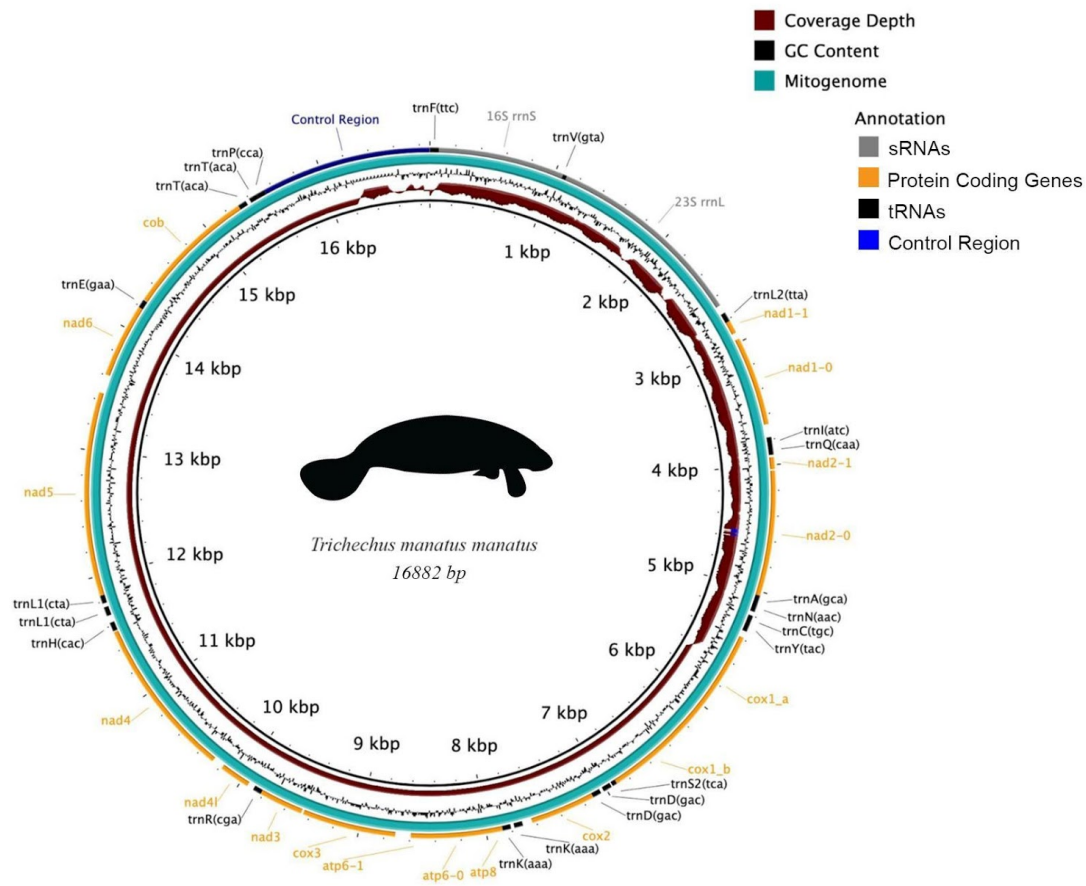 Coverage Depth
GC Content
Mitogenome
Annotation
sRNAs
Protein Coding Genes
tRNAs
Control Region
trnF(ttc)
16S rrnS
trnV(gta)
23S rrnL
trnL2(tta)
nad1-1
nad1-0
trnI(atc)
trnQ(caa)
nad2-1
nad2-0
trnA(gca)
trnN(aac)
trnC(tgc)
trnY(tac)
cox1_a
cox1_b
trnS2(tca)
trnD(gac)
trnD(gac)
cox2
trnK(aaa)
trnK(aaa)
atp8
atp6-0
atp6-1
cox3
nad3
trnR(cga)
nad4l
nad4
trnH(cac)
trnL1(cta)
trnL1(cta)
nad5
nad6
trnE(gaa)
cob
trnT(aca)
trnT(aca)
trnP(cca)
Control Region
1 kbp
2 kbp
3 kbp
4 kbp
5 kbp
6 kbp
7 kbp
8 kbp
9 kbp
10 kbp
11 kbp
12 kbp
13 kbp
14 kbp
15 kbp
16 kbp
Trichechus manatus manatus
16882 bp